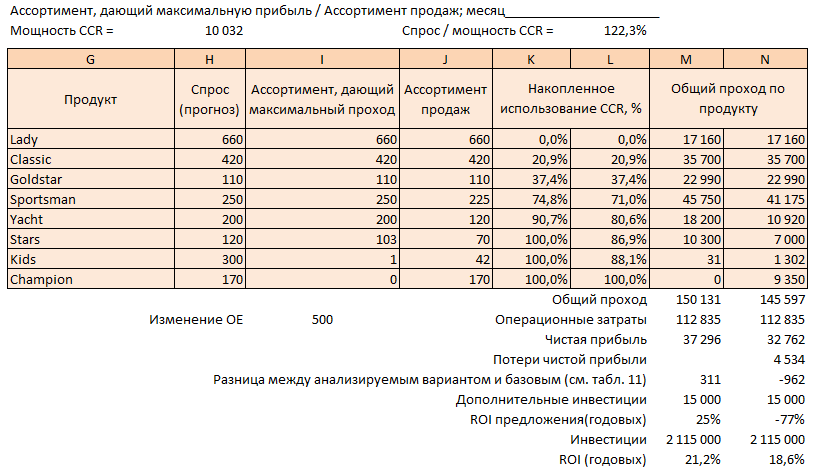 Ассортимент, дающий максимальную прибыль / Ассортимент продаж; месяц____________________
Мощность CCR = 10 032 Спрос / мощность CCR = 122,3%
G H I J K L M N
Продукт Спрос (прогноз) Ассортимент, дающий максимальный проход Ассортимент продаж Накопленное использование CCR, % Общий проход по продукту
Lady 660 660 660 0,0% 0,0% 17 160 17 160
Classic 420 420 420 20,9% 20,9% 35 700 35 700
Goldstar 110 110 110 37,4% 37,4% 22 990 22 990
Sportsman 250 250 225 74,8% 71,0% 45 750 41 175
Yacht 200 200 120 90,7% 80,6% 18 200 10 920
Stars 120 103 70 100,0% 86,9% 10 300 7 000
Kids 300 1 42 100,0% 88,1% 31 1 302
Champion 170 0 170 100,0% 100,0% 0 9 350
Общий проход 150 131 145 597
Изменение OE 500 Операционные затраты 112 835 112 835
Чистая прибыль 37 296 32 762
Потери чистой прибыли 4 534
Разница между анализируемым вариантом и базовым (см. табл. 11) 311 -962
Дополнительные инвестиции 15 000 15 000
ROI предложения(годовых) 25% -77%
Инвестиции 2 115 000 2 115 000
ROI (годовых) 21,2% 18,6%